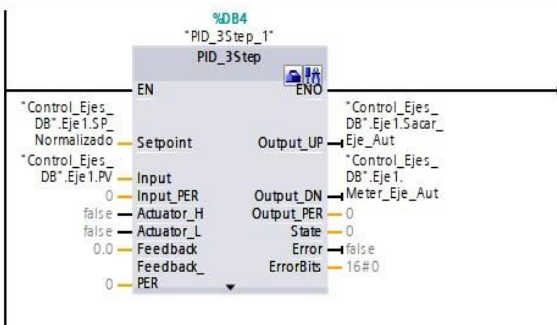 %DB4
"PID_3Step_1"
PID_3Step
EN
ENO
"Control_Ejes_
DB".Eje1.SP_
Normalizado
Setpoint
"Control_Ejes_
DB".Eje1.PV
Input
0
Input_PER
false
Actuator_H
false
Actuator_L
0.0
Feedback
Feedback_
0
PER
Output_UP
"Control_Ejes_
DB".Eje1.Sacar_
Eje_Aut
Output_DN
"Control_Ejes_
DB".Eje1.
Meter_Eje_Aut
Output_PER
0
State
0
Error
false
ErrorBits
16#0